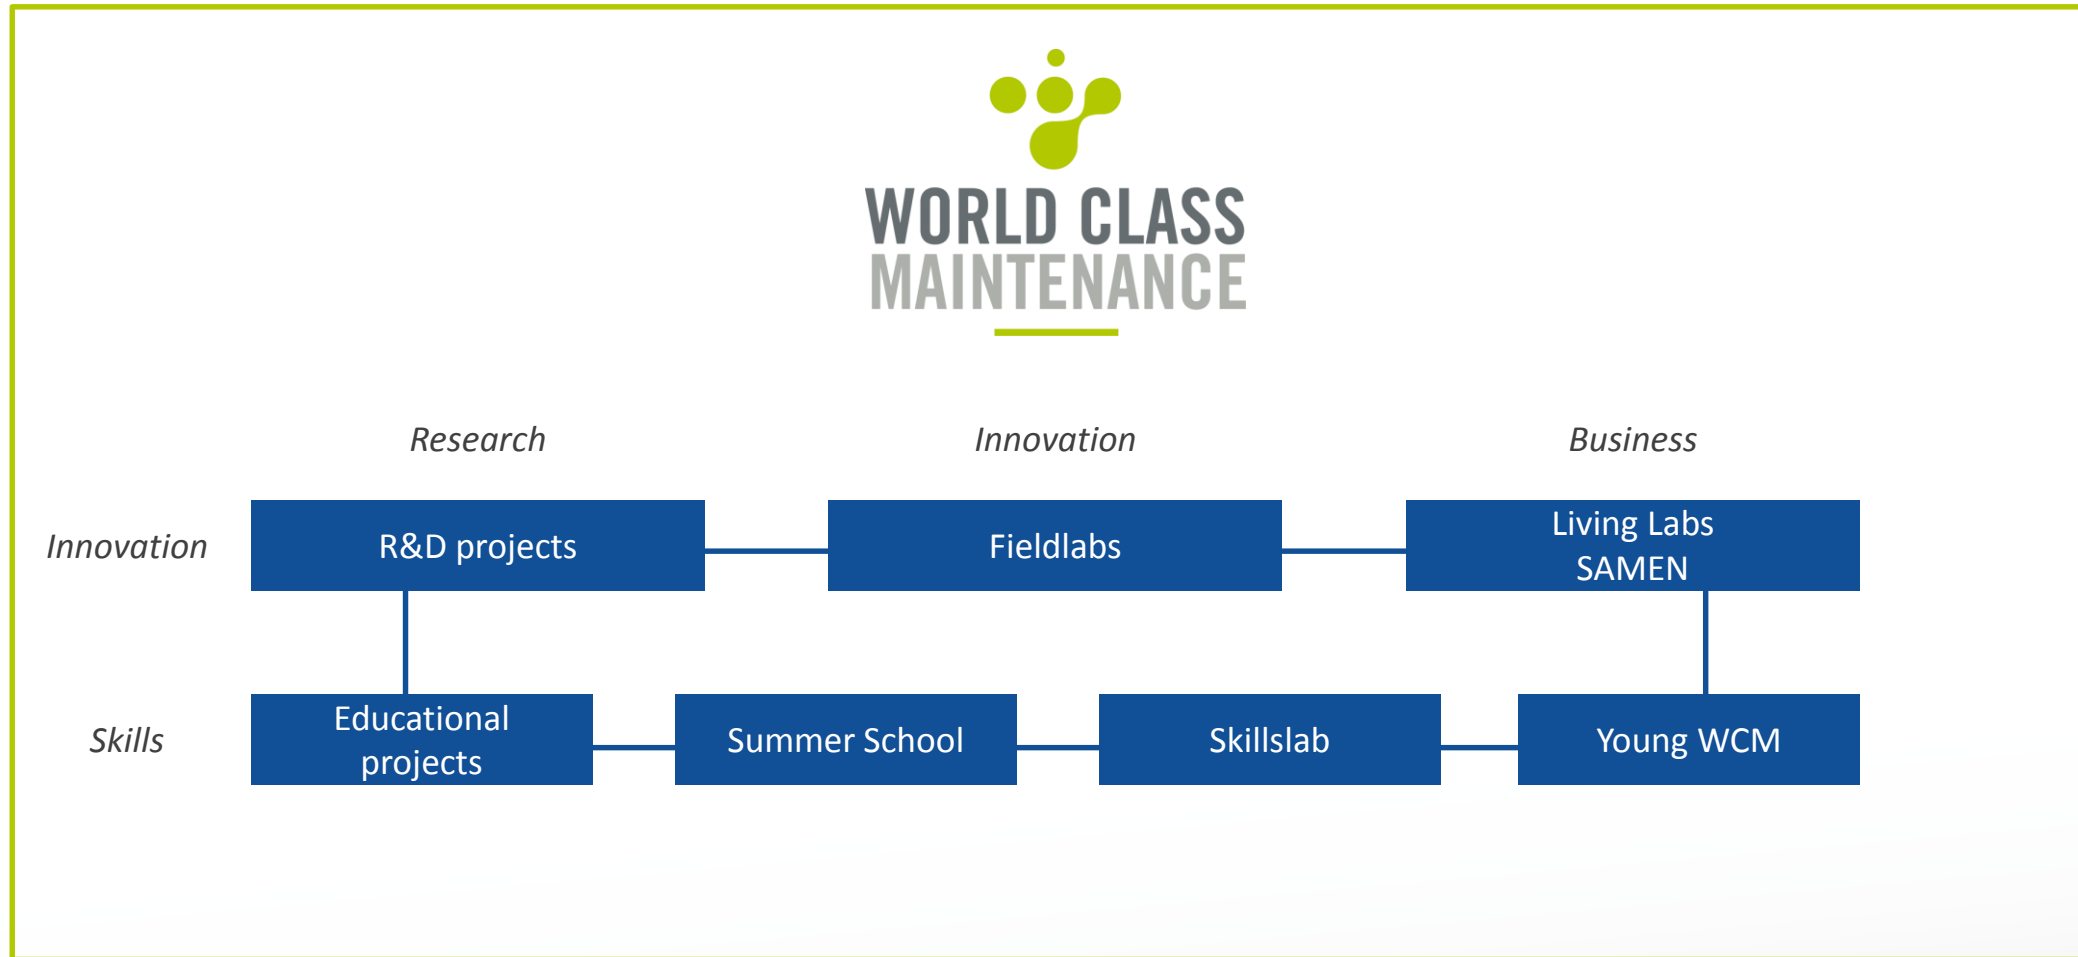 WORLD CLASS
MAINTENANCE
Research
Innovation
Business
Innovation
R&D projects
Fieldlabs
Living Labs
SAMEN
Skills
Educational
projects
Summer School
Skillslab
Young WCM